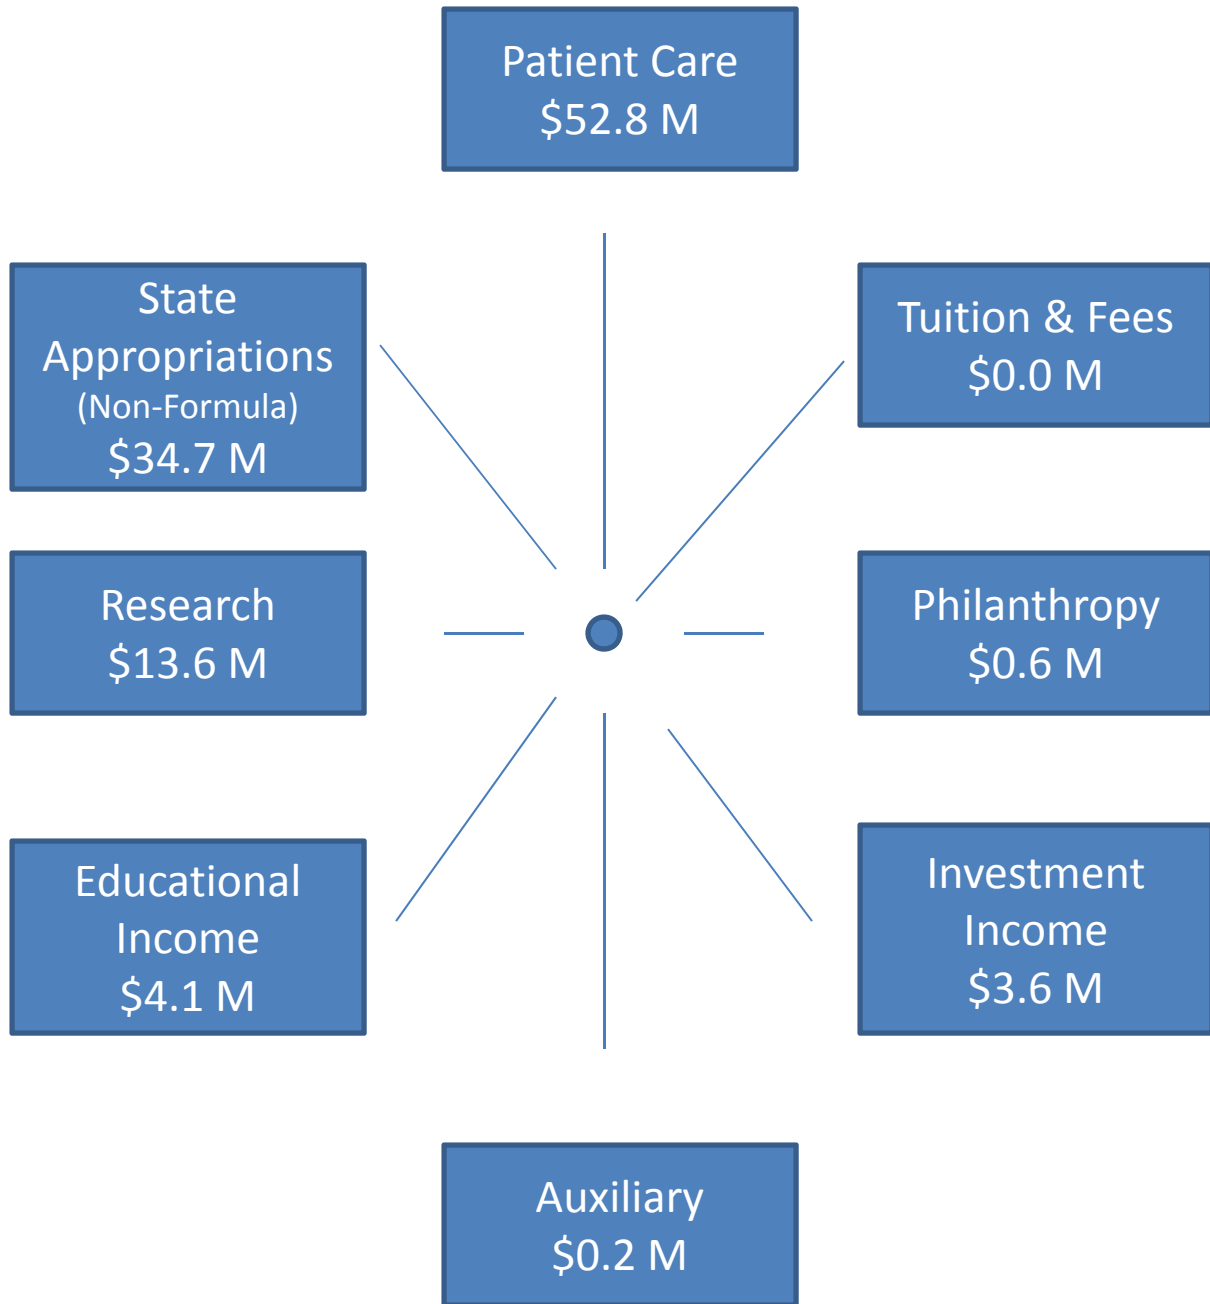 Patient Care
$52.8 M
State
Appropriations
(Non-Formula)
$34.7 M
Tuition & Fees
$0.0 M
Research
$13.6 M
Philanthropy
$0.6 M
Educational
Income
$4.1 M
Investment
Income
$3.6 M
Auxiliary
$0.2 M